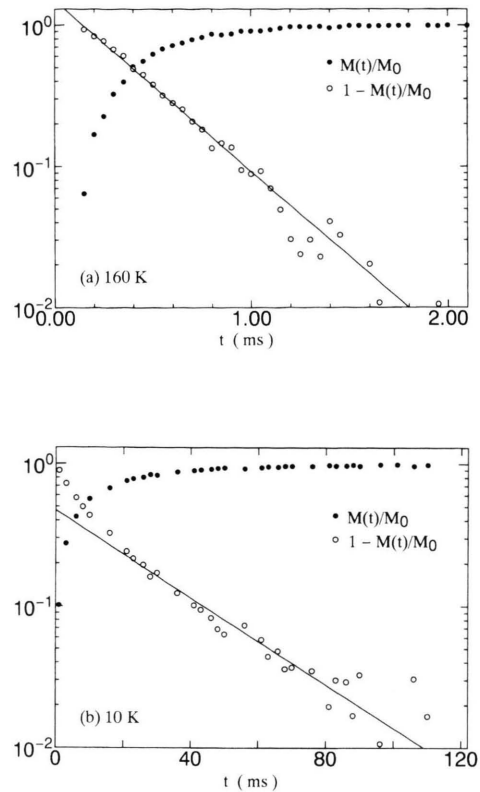 10⁰
M(t)/M₀
1 – M(t)/M₀
10⁻¹
(a) 160 K
10⁻²
0.00 1.00 2.00
t ( ms )
10⁰
M(t)/M₀
1 – M(t)/M₀
10⁻¹
(b) 10 K
10⁻²
0 40 80 120
t ( ms )